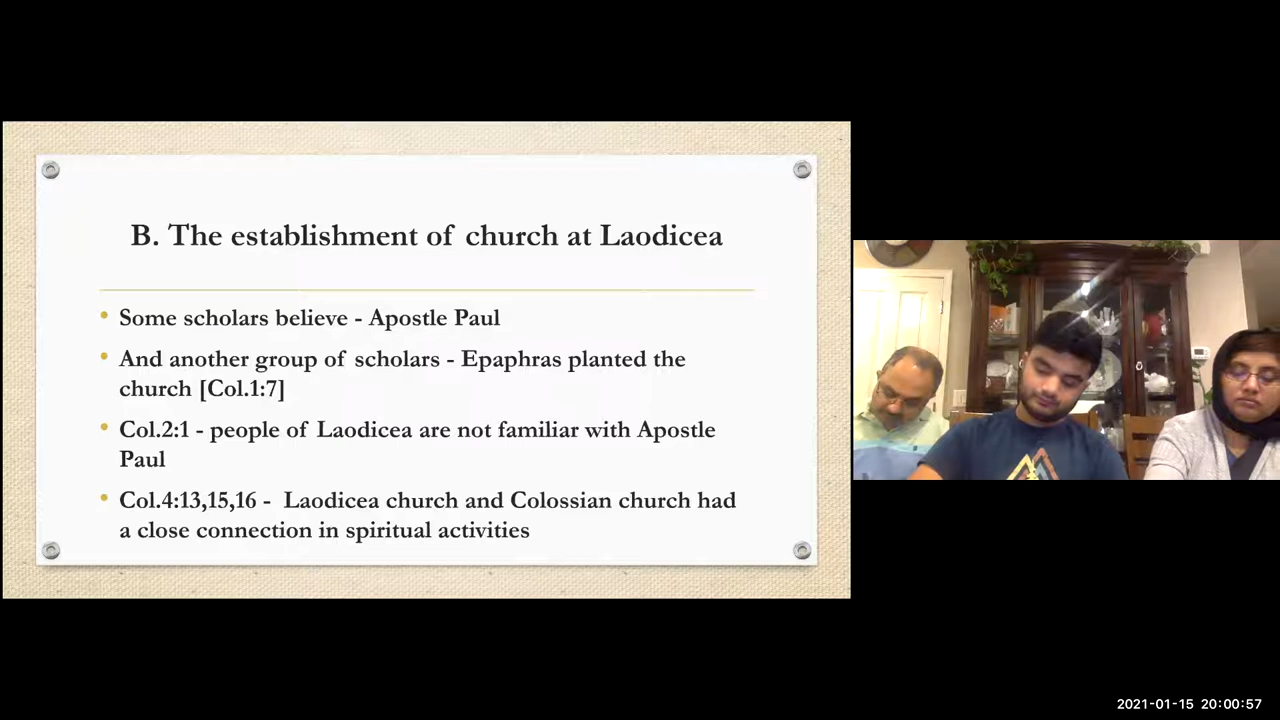 B. The establishment of church at Laodicea
• Some scholars believe - Apostle Paul
• And another group of scholars - Epaphras planted the
church [Col.1:7]
• Col.2:1 - people of Laodicea are not familiar with Apostle
Paul
• Col.4:13,15,16 - Laodicea church and Colossian church had
a close connection in spiritual activities
2021-01-15 20:00:57